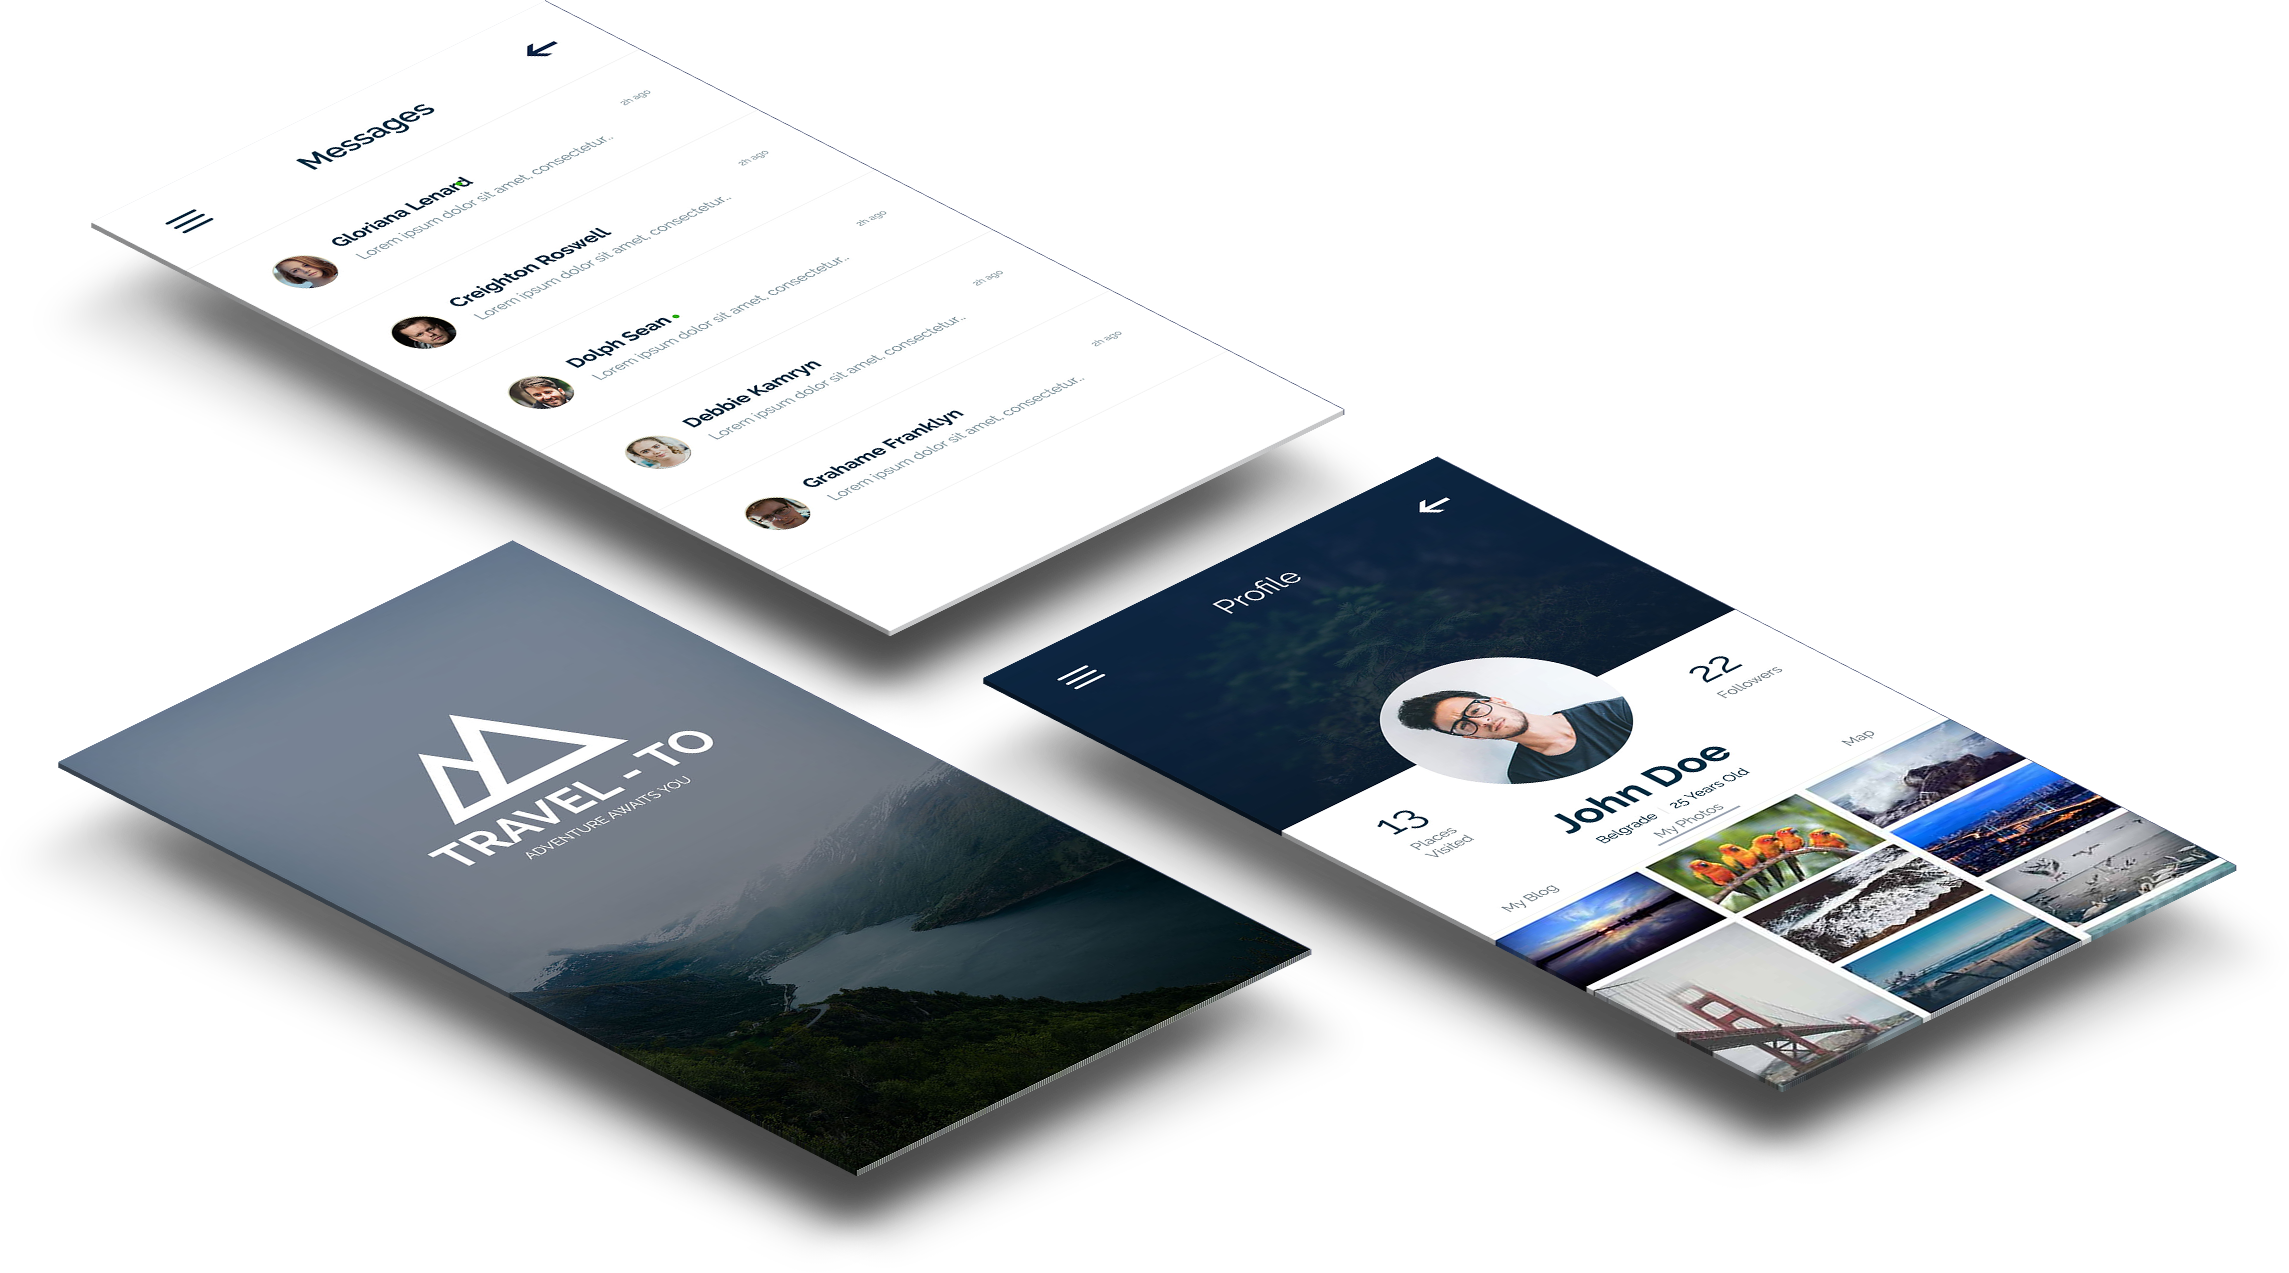 Messages
Gloriana Lenard
Lorem ipsum dolor sit amet, consectetur..
2h ago
Creighton Roswell
Lorem ipsum dolor sit amet, consectetur..
2h ago
Dolph Sean
Lorem ipsum dolor sit amet, consectetur..
2h ago
Debbie Kamryn
Lorem ipsum dolor sit amet, consectetur..
2h ago
Grahame Franklyn
Lorem ipsum dolor sit amet, consectetur..
2h ago
TRAVEL - TO
ADVENTURE AWAITS YOU
Profile
13
Places
Visited
22
Followers
John Doe
Belgrade
25 Years Old
My Blog
My Photos
Map